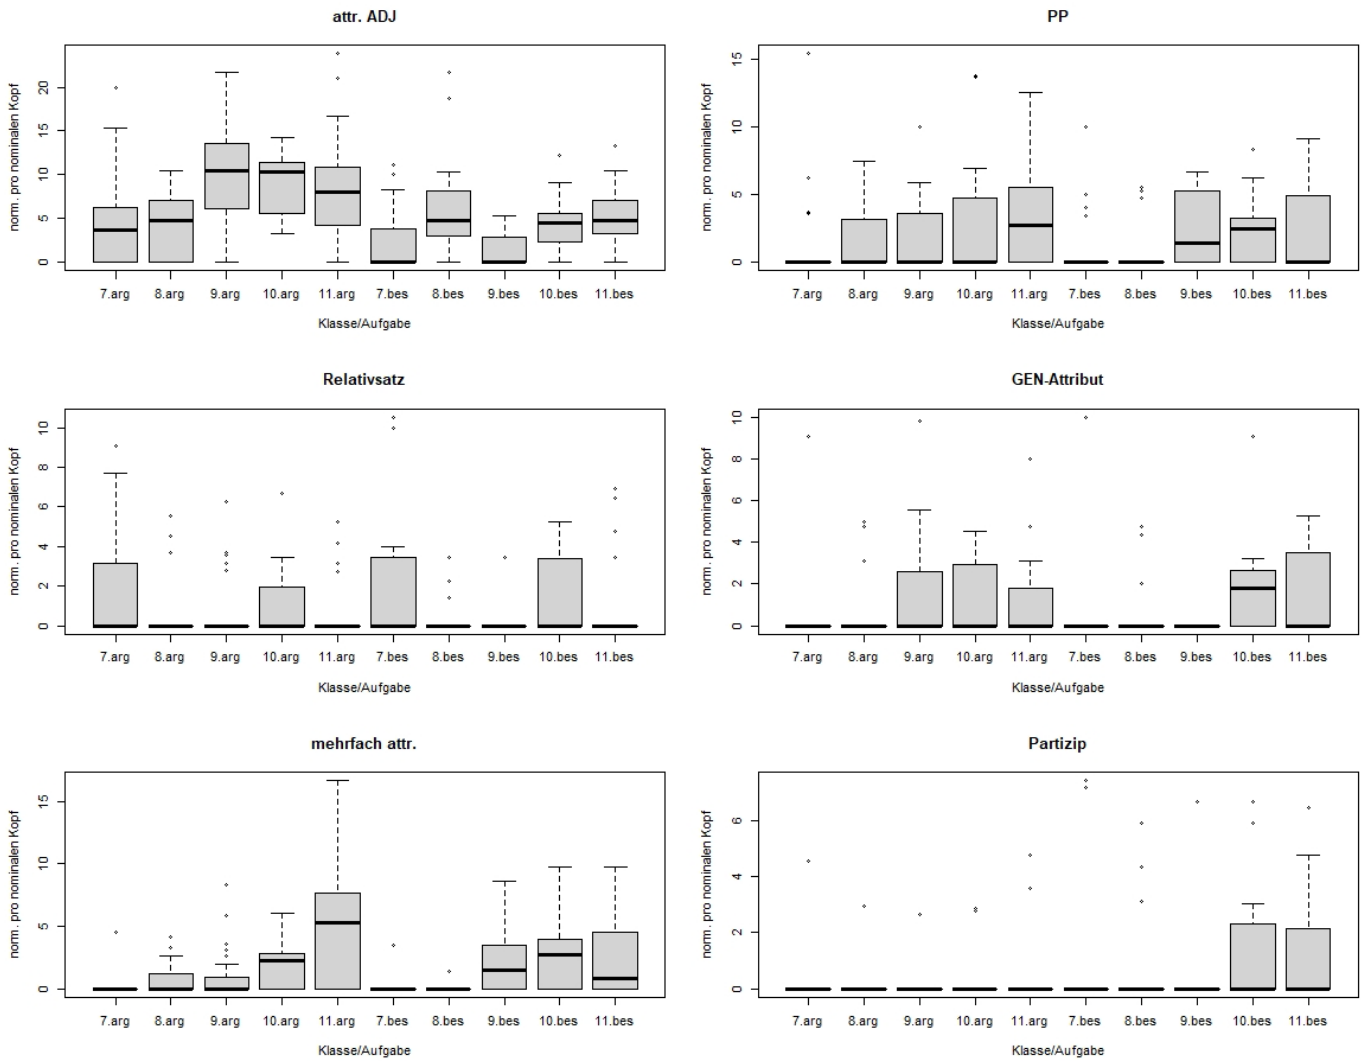 attr. ADJ
norm. pro nominalen Kopf
20
15
10
5
0
7.arg 8.arg 9.arg 10.arg 11.arg 7.bes 8.bes 9.bes 10.bes 11.bes
Klasse/Aufgabe
PP
norm. pro nominalen Kopf
15
10
5
0
7.arg 8.arg 9.arg 10.arg 11.arg 7.bes 8.bes 9.bes 10.bes 11.bes
Klasse/Aufgabe
Relativsatz
norm. pro nominalen Kopf
10
8
6
4
2
0
7.arg 8.arg 9.arg 10.arg 11.arg 7.bes 8.bes 9.bes 10.bes 11.bes
Klasse/Aufgabe
GEN-Attribut
norm. pro nominalen Kopf
10
8
6
4
2
0
7.arg 8.arg 9.arg 10.arg 11.arg 7.bes 8.bes 9.bes 10.bes 11.bes
Klasse/Aufgabe
mehrfach attr.
norm. pro nominalen Kopf
15
10
5
0
7.arg 8.arg 9.arg 10.arg 11.arg 7.bes 8.bes 9.bes 10.bes 11.bes
Klasse/Aufgabe
Partizip
norm. pro nominalen Kopf
6
4
2
0
7.arg 8.arg 9.arg 10.arg 11.arg 7.bes 8.bes 9.bes 10.bes 11.bes
Klasse/Aufgabe